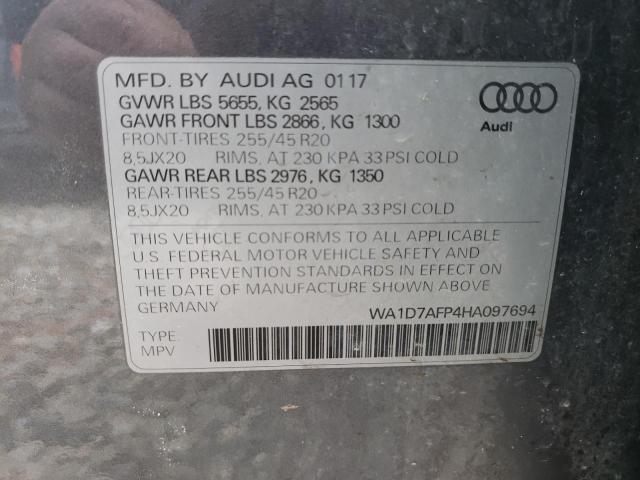 MFD. BY AUDI AG 01 17
GVWR LBS 5655, KG 2565
GAWR FRONT LBS 2866, KG 1300
FRONT-TIRES 255/45 R20
8,5JX20 RIMS, AT 230 KPA 33 PSI COLD
GAWR REAR LBS 2976, KG 1350
REAR-TIRES 255/45 R20
8,5JX20 RIMS, AT 230 KPA 33 PSI COLD
Audi
THIS VEHICLE CONFORMS TO ALL APPLICABLE
U.S. FEDERAL MOTOR VEHICLE SAFETY AND
THEFT PREVENTION STANDARDS IN EFFECT ON
THE DATE OF MANUFACTURE SHOWN ABOVE
GERMANY WA1D7AFP4HA097694
TYPE:
MPV